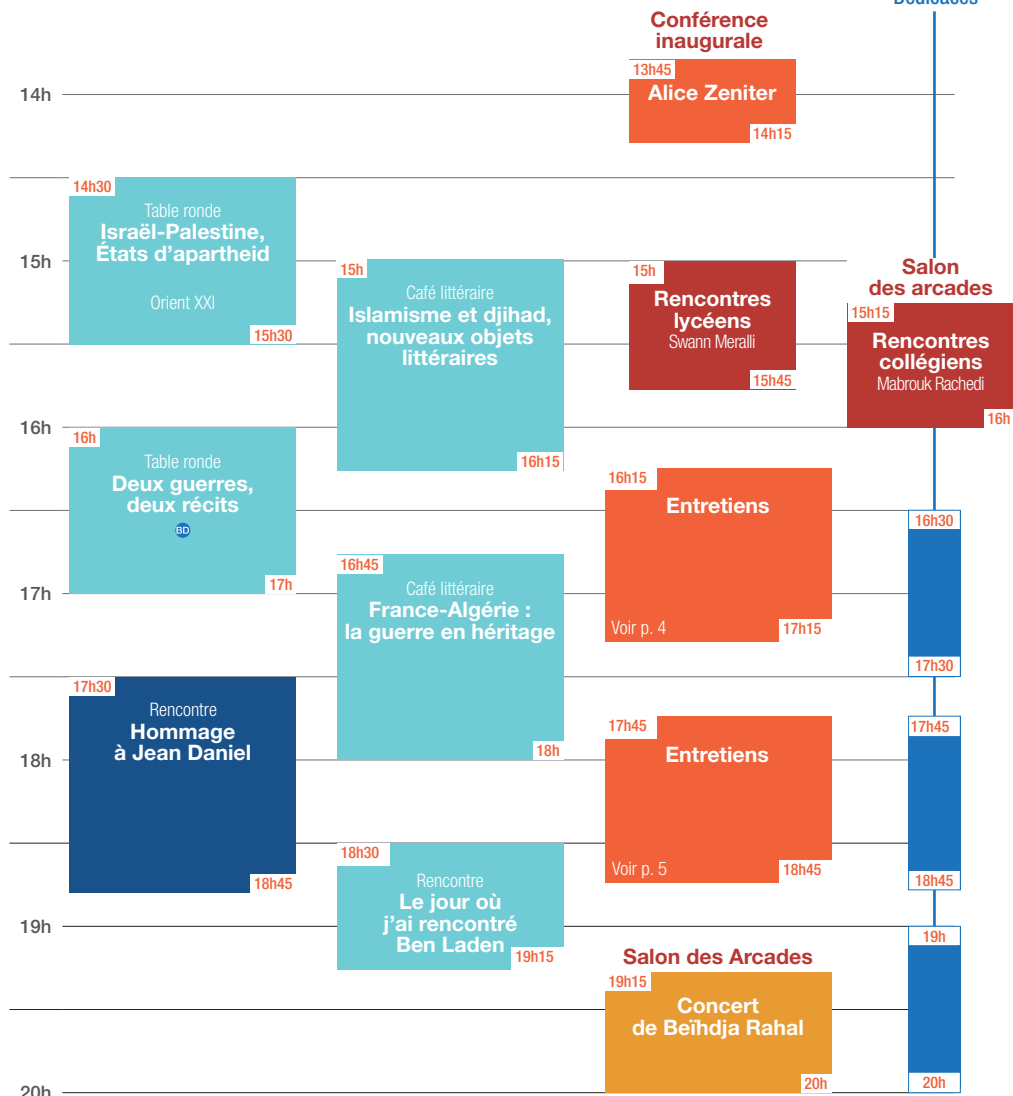 Dédicaces
Conférence
inaugurale
13h45
Alice Zeniter
14h15
14h
14h30
Table ronde
Israël-Palestine,
États d’apartheid
Orient XXI
15h30
15h
15h
Café littéraire
Islamisme et djihad,
nouveaux objets
littéraires
16h15
15h
Rencontres
lycéens
Swann Meralli
15h45
Salon
des arcades
15h15
Rencontres
collégiens
Mabrouk Rachedi
16h
16h
16h
Table ronde
Deux guerres,
deux récits
BD
17h
16h15
Entretiens
Voir p. 4
17h15
16h30
17h30
17h
16h45
Café littéraire
France-Algérie :
la guerre en héritage
18h
17h30
Rencontre
Hommage
à Jean Daniel
18h45
17h45
Entretiens
Voir p. 5
18h45
17h45
18h45
18h
18h30
Rencontre
Le jour où
j’ai rencontré
Ben Laden
19h15
19h
19h
20h
Salon des Arcades
19h15
Concert
de Beïhdja Rahal
20h
20h